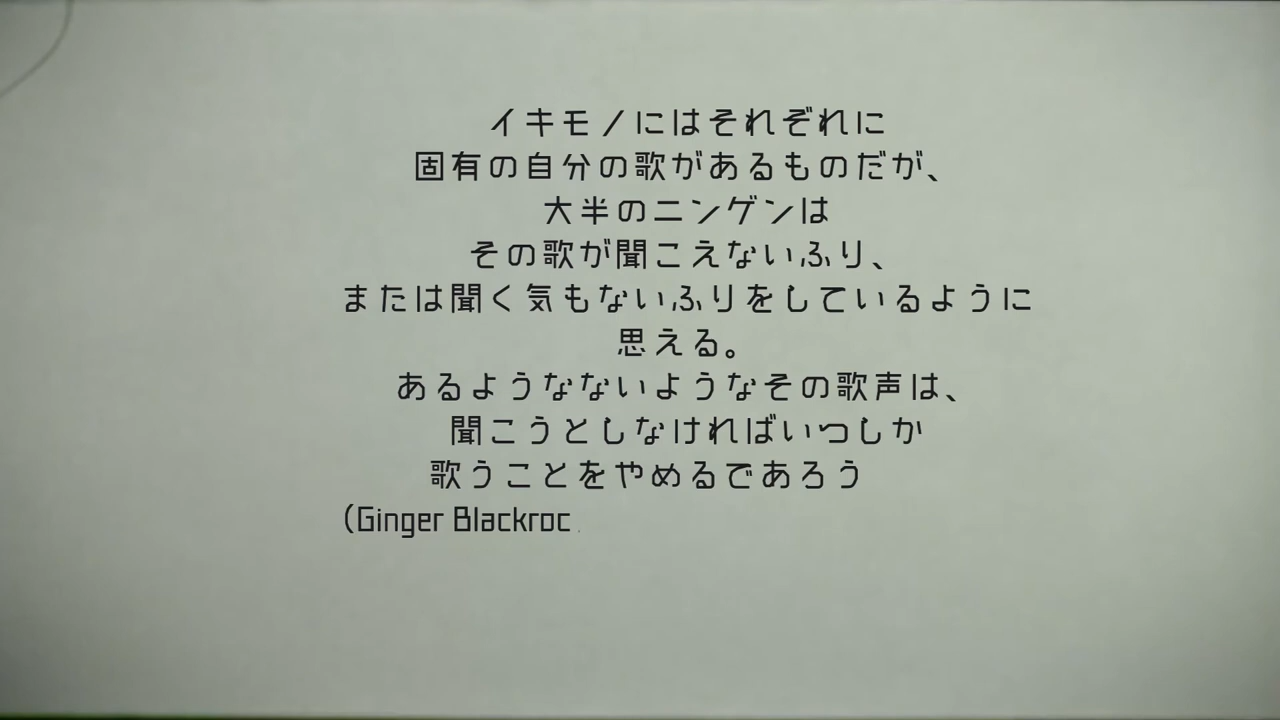 イキモノにはそれぞれに
固有の自分の歌があるものだが、
大半のニンゲンは
その歌が聞こえないふり、
または聞く気もないふりをしているように
思える。
あるようなないようなその歌声は、
聞こうとしなければいつしか
歌うことをやめるであろう
(Ginger Blackroc